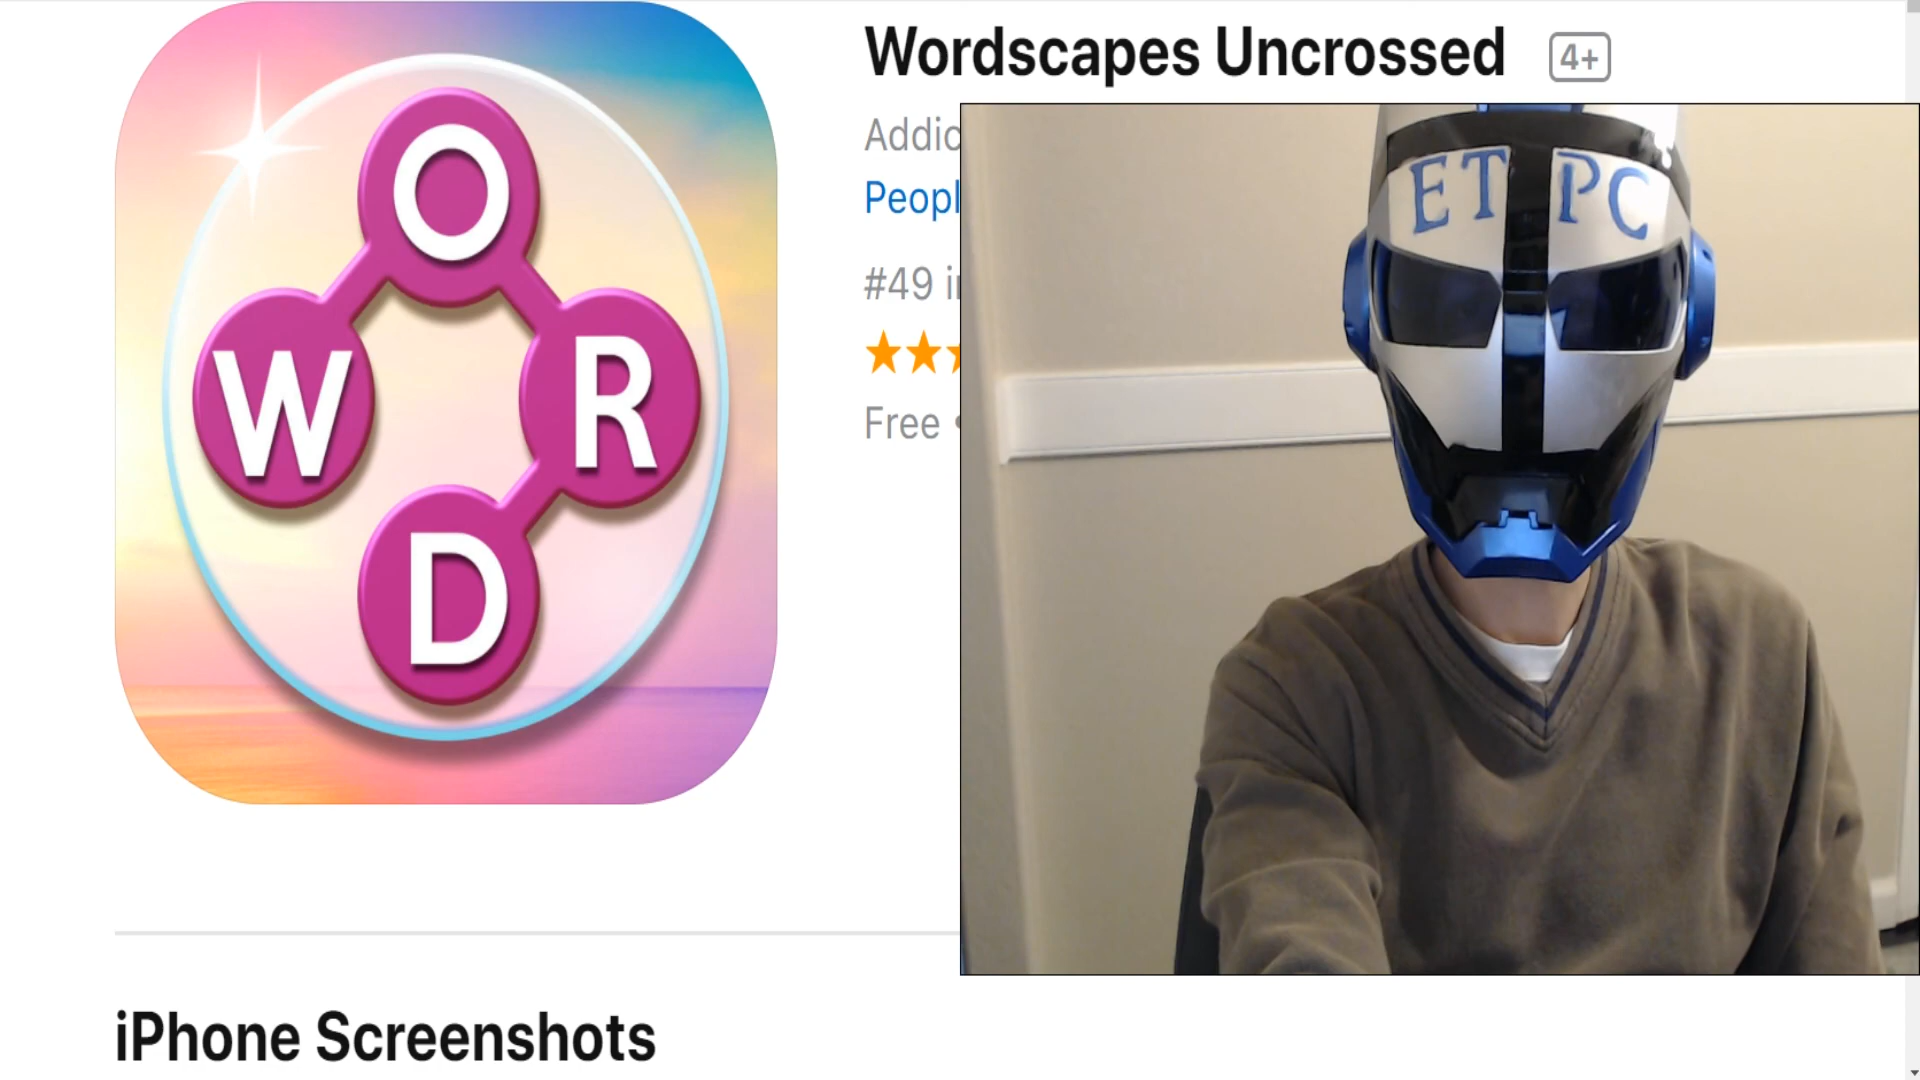 Wordscapes Uncrossed 4+
Addic
Peopl
#49 i
Free
O
W R
D
ET PC
iPhone Screenshots